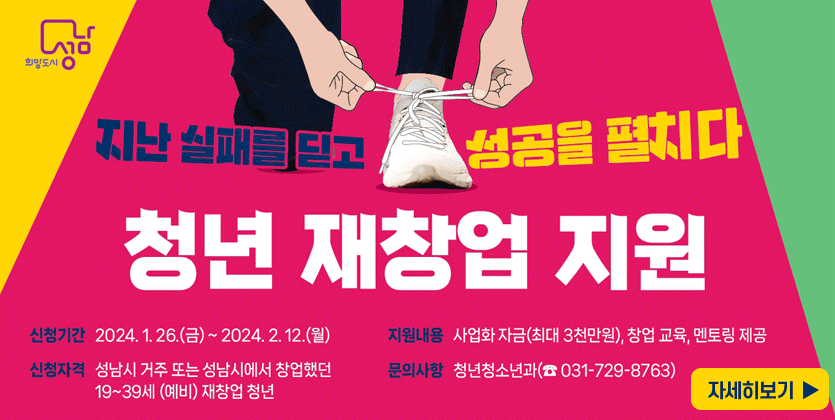 성남
희망도시
지난 실패를 딛고 성공을 펼치다
청년 재창업 지원
신청기간 2024. 1. 26.(금) ~ 2024. 2. 12.(월)
신청자격 성남시 거주 또는 성남시에서 창업했던
19~39세 (예비) 재창업 청년
지원내용 사업화 자금(최대 3천만원), 창업 교육, 멘토링 제공
문의사항 청년청소년과(☎ 031-729-8763)
자세히보기 ▶